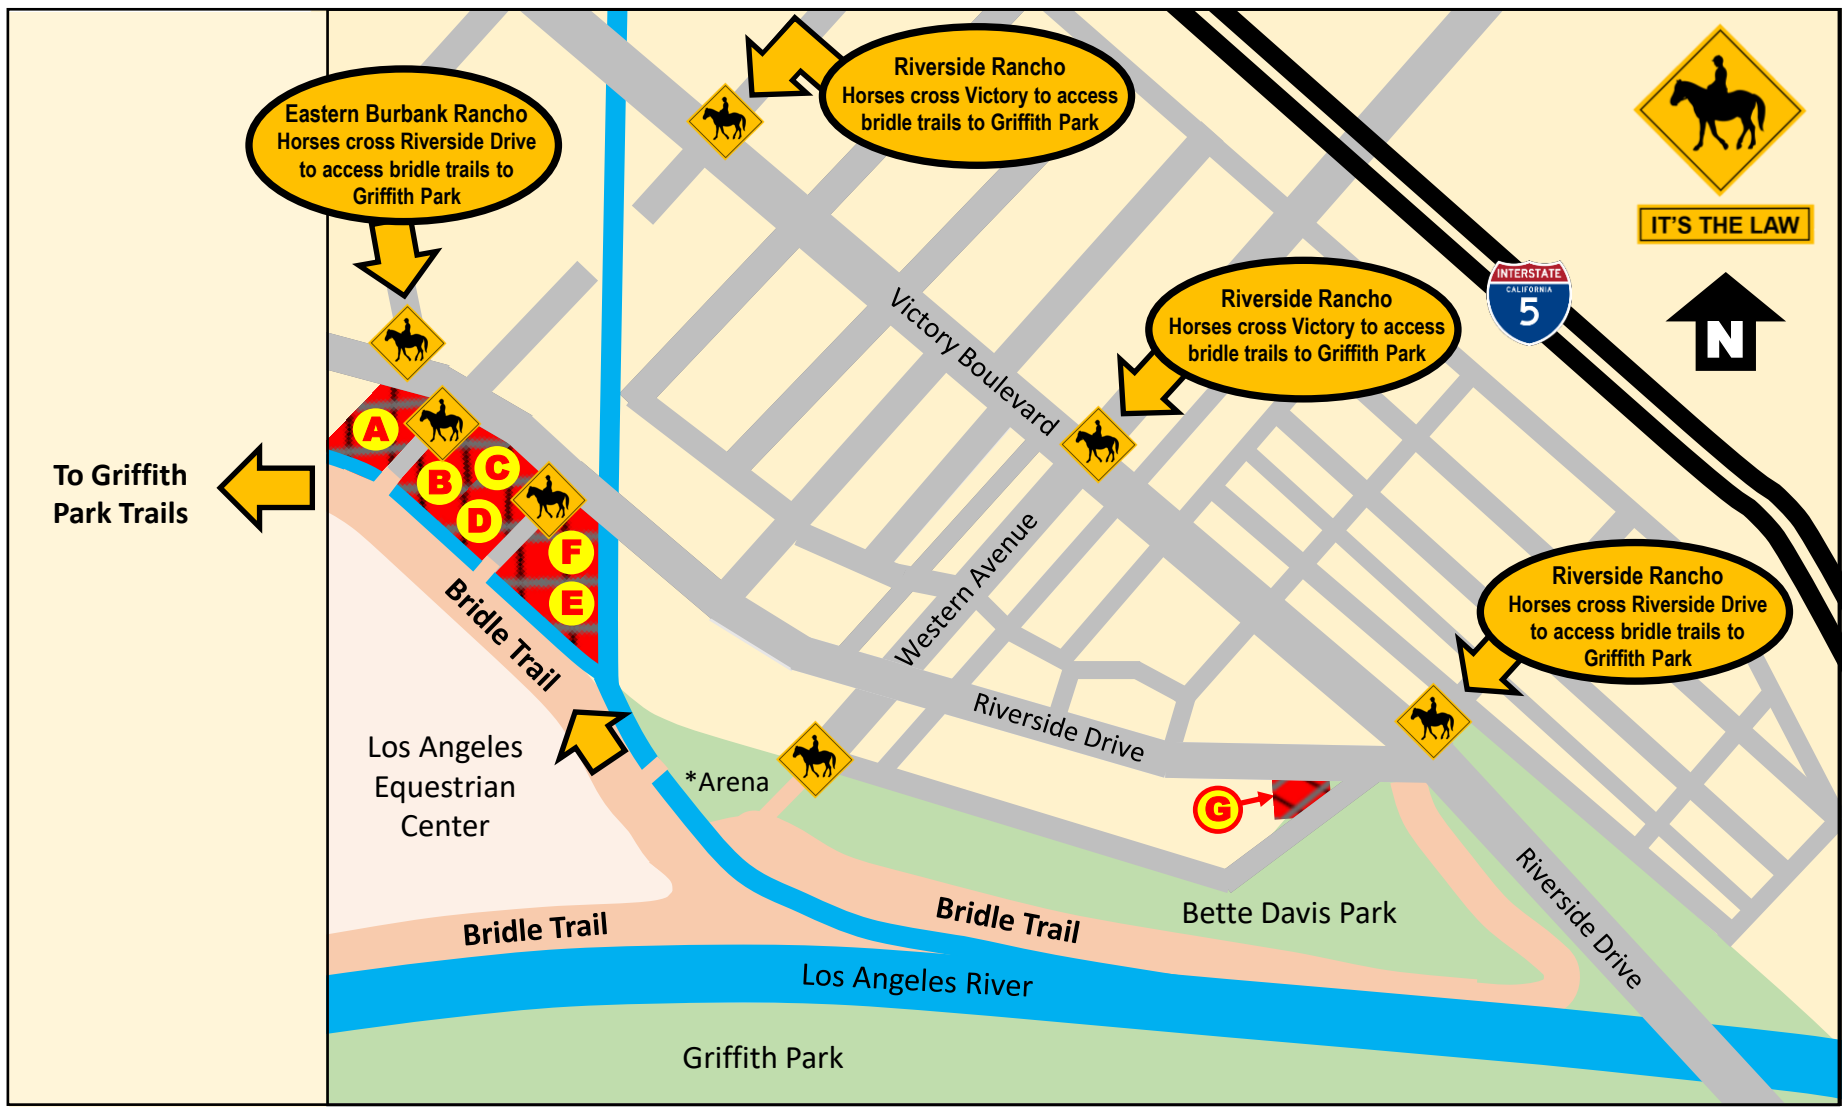 Riverside Rancho
Horses cross Victory to access
bridle trails to Griffith Park
Eastern Burbank Rancho
Horses cross Riverside Drive
to access bridle trails to
Griffith Park
IT'S THE LAW
INTERSTATE
CALIFORNIA
5
N
Riverside Rancho
Horses cross Victory to access
bridle trails to Griffith Park
Victory Boulevard
A
B
C
D
F
E
To Griffith
Park Trails
Western Avenue
Riverside Rancho
Horses cross Riverside Drive
to access bridle trails to
Griffith Park
Bridle Trail
Riverside Drive
Los Angeles
Equestrian
Center
*Arena
G
Bette Davis Park
Riverside Drive
Bridle Trail
Bridle Trail
Los Angeles River
Griffith Park